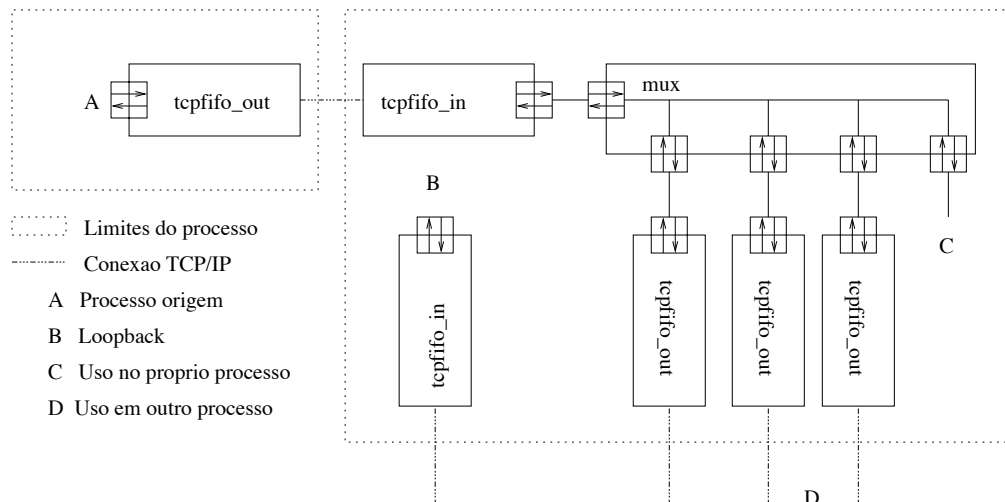 A
tcpfifo_out
tcpfifo_in
mux
B
C
Limites do processo
Conexao TCP/IP
A Processo origem
B Loopback
C Uso no proprio processo
D Uso em outro processo
tcpfifo_in
tcpfifo_out
tcpfifo_out
tcpfifo_out
D